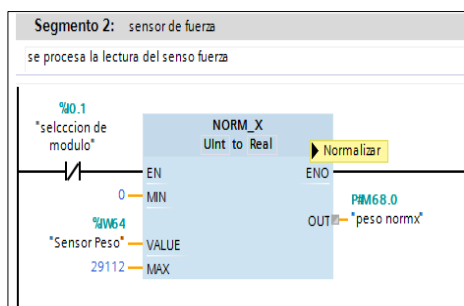 Segmento 2: sensor de fuerza
se procesa la lectura del senso fuerza
%I0.1
"selcccion de
modulo"
NORM_X
UInt to Real
Normalizar
EN
ENO
0
MIN
P#M68.0
OUT
"peso normx"
%IW64
"Sensor Peso"
VALUE
29112
MAX